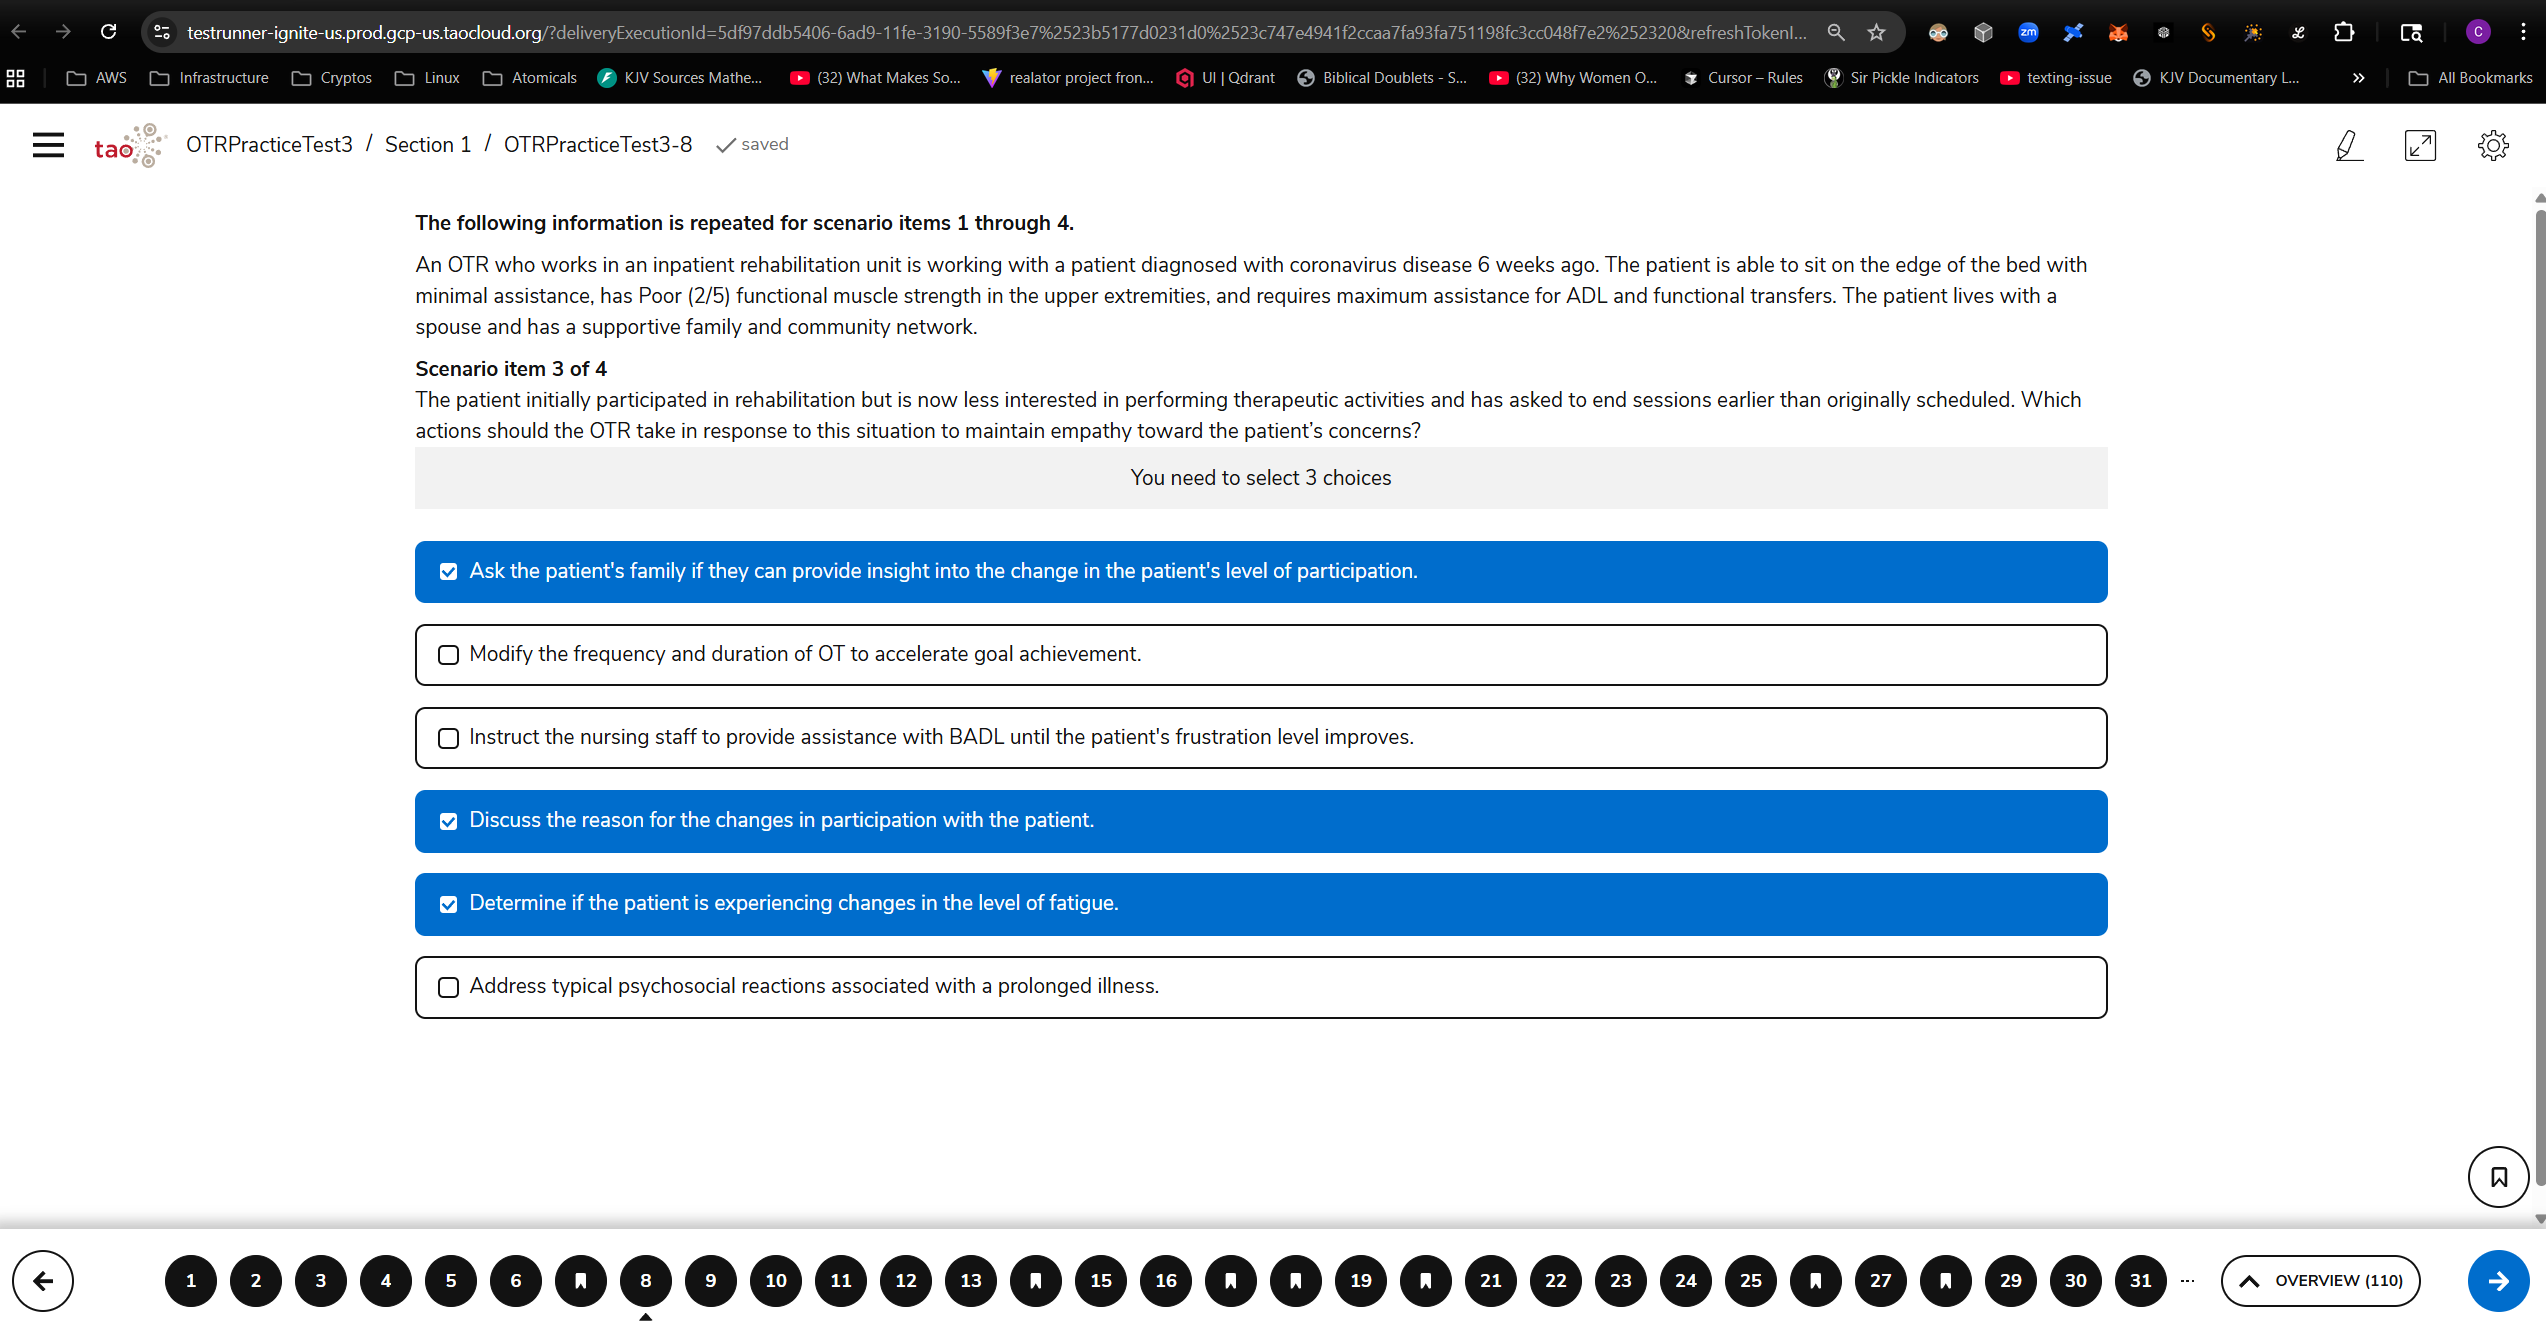 testrunner-ignite-us.prod.gcp-us.taocloud.org/?deliveryExecutionId=5df97ddb5406-6ad9-11fe-3190-5589f3e7%2523b5177d0231d0%2523c747e4941f2ccaa7fa93fa751198fc3cc048f7e2%252320&refreshTokenI...
zm
C
AWS Infrastructure Cryptos Linux Atomicals KJV Sources Mathe... (32) What Makes So... realator project fron... UI | Qdrant Biblical Doublets - S... (32) Why Women O... Cursor – Rules Sir Pickle Indicators texting-issue KJV Documentary L... » All Bookmarks
tao OTRPracticeTest3 / Section 1 / OTRPracticeTest3-8 saved
The following information is repeated for scenario items 1 through 4.
An OTR who works in an inpatient rehabilitation unit is working with a patient diagnosed with coronavirus disease 6 weeks ago. The patient is able to sit on the edge of the bed with
minimal assistance, has Poor (2/5) functional muscle strength in the upper extremities, and requires maximum assistance for ADL and functional transfers. The patient lives with a
spouse and has a supportive family and community network.
Scenario item 3 of 4
The patient initially participated in rehabilitation but is now less interested in performing therapeutic activities and has asked to end sessions earlier than originally scheduled. Which
actions should the OTR take in response to this situation to maintain empathy toward the patient's concerns?
You need to select 3 choices
Ask the patient's family if they can provide insight into the change in the patient's level of participation.
Modify the frequency and duration of OT to accelerate goal achievement.
Instruct the nursing staff to provide assistance with BADL until the patient's frustration level improves.
Discuss the reason for the changes in participation with the patient.
Determine if the patient is experiencing changes in the level of fatigue.
Address typical psychosocial reactions associated with a prolonged illness.
1 2 3 4 5 6 8 9 10 11 12 13 15 16 19 21 22 23 24 25 27 29 30 31 ... OVERVIEW (110)